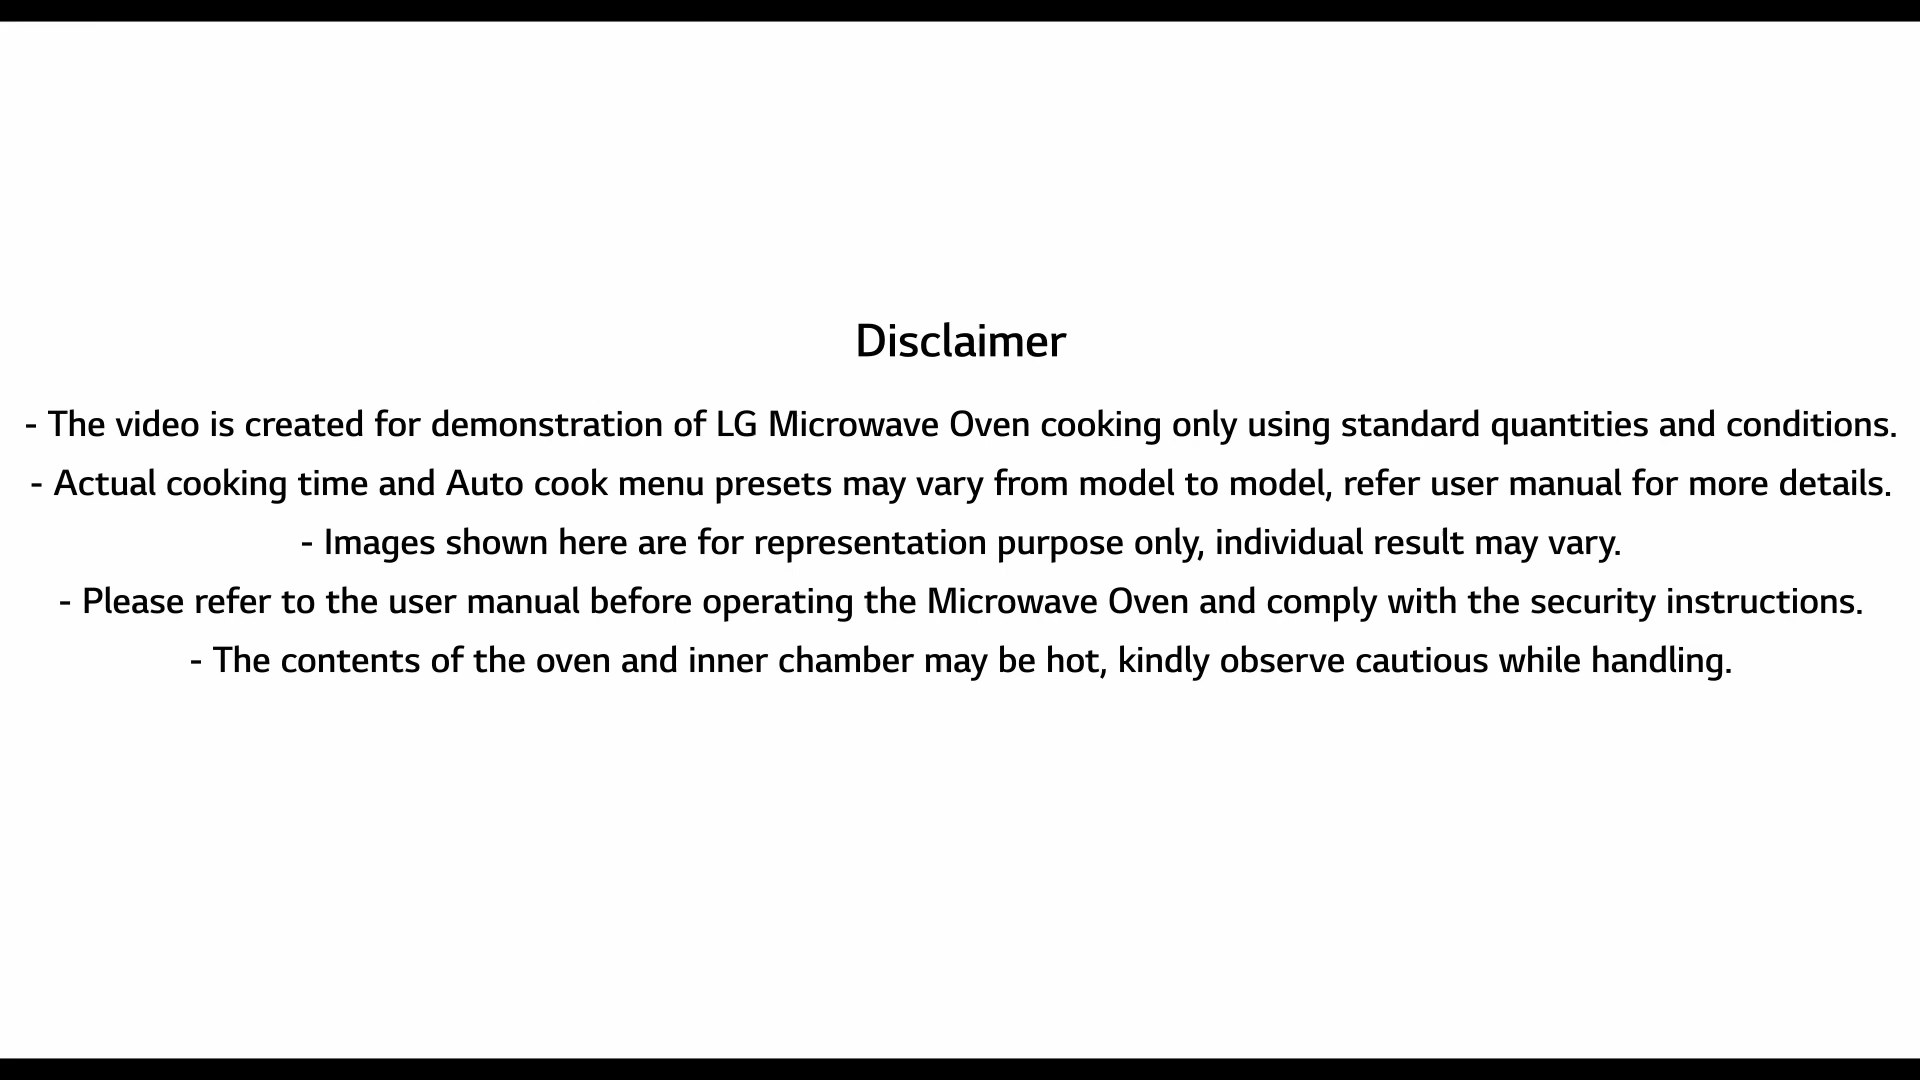 Disclaimer
- The video is created for demonstration of LG Microwave Oven cooking only using standard quantities and conditions.
- Actual cooking time and Auto cook menu presets may vary from model to model, refer user manual for more details.
- Images shown here are for representation purpose only, individual result may vary.
- Please refer to the user manual before operating the Microwave Oven and comply with the security instructions.
- The contents of the oven and inner chamber may be hot, kindly observe cautious while handling.